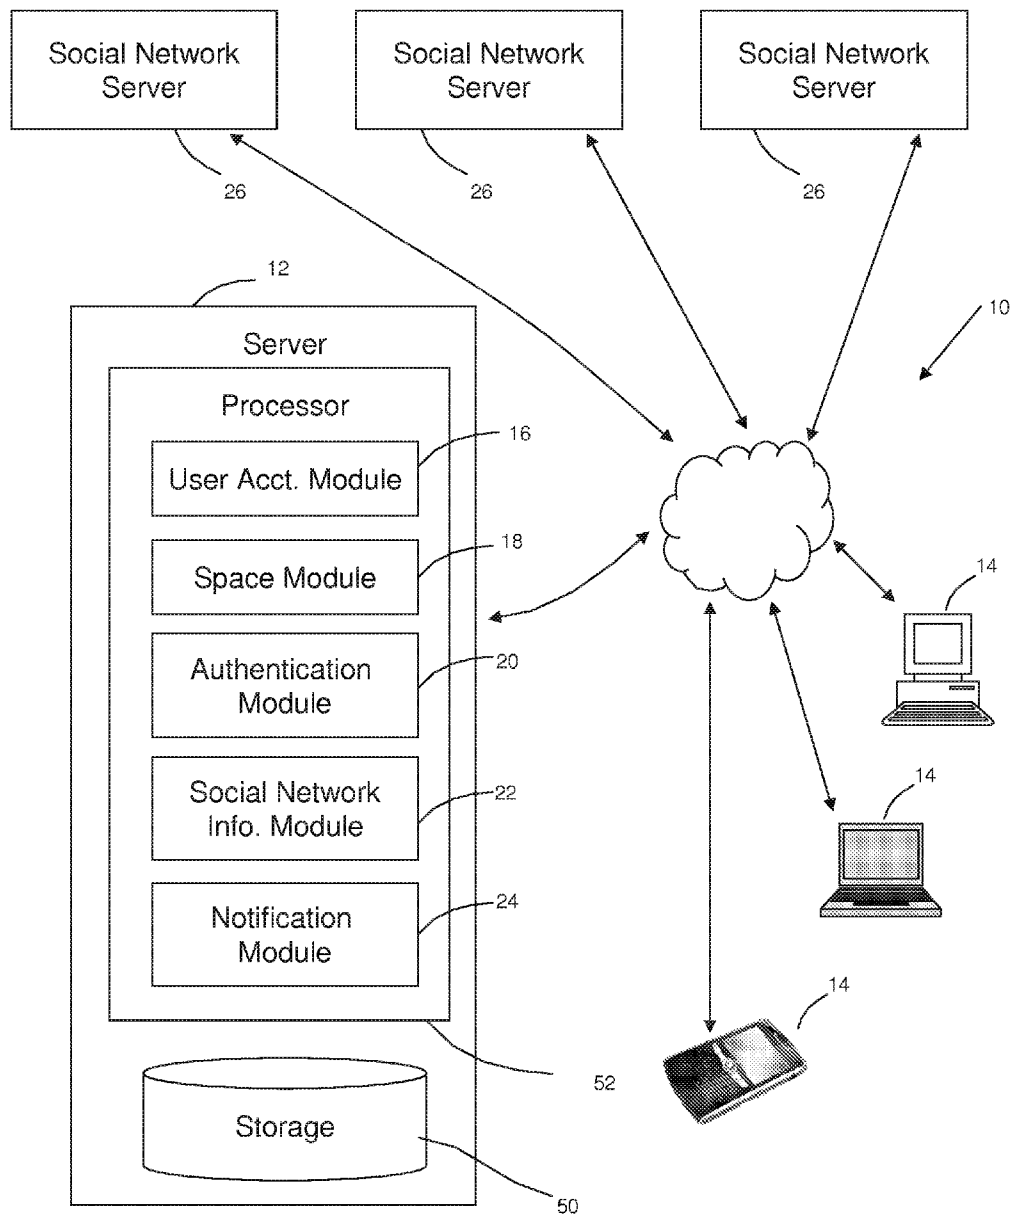 Social Network
Server
Social Network
Server
Social Network
Server
26
26
26
12
10
Server
Processor
16
User Acct. Module
18
Space Module
14
20
Authentication
Module
22
Social Network
Info. Module
14
24
Notification
Module
14
52
Storage
50